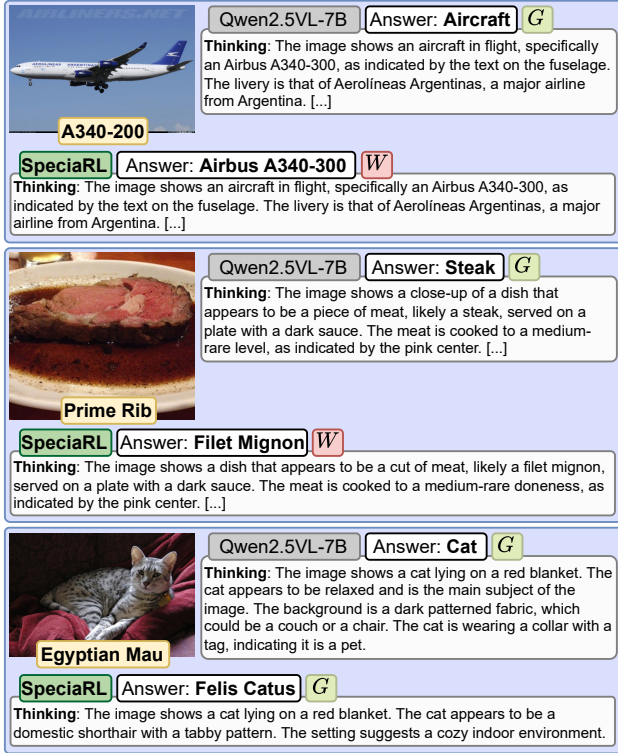 AIRLINERS.NET
A340-200
Qwen2.5VL-7B Answer: Aircraft G
Thinking: The image shows an aircraft in flight, specifically
an Airbus A340-300, as indicated by the text on the fuselage.
The livery is that of Aerolíneas Argentinas, a major airline
from Argentina. [...]
SpeciaRL Answer: Airbus A340-300 W
Thinking: The image shows an aircraft in flight, specifically an Airbus A340-300, as
indicated by the text on the fuselage. The livery is that of Aerolíneas Argentinas, a major
airline from Argentina. [...]
Prime Rib
Qwen2.5VL-7B Answer: Steak G
Thinking: The image shows a close-up of a dish that
appears to be a piece of meat, likely a steak, served on a
plate with a dark sauce. The meat is cooked to a medium-
rare level, as indicated by the pink center. [...]
SpeciaRL Answer: Filet Mignon W
Thinking: The image shows a dish that appears to be a cut of meat, likely a filet mignon,
served on a plate with a dark sauce. The meat is cooked to a medium-rare doneness, as
indicated by the pink center. [...]
Egyptian Mau
Qwen2.5VL-7B Answer: Cat G
Thinking: The image shows a cat lying on a red blanket. The
cat appears to be relaxed and is the main subject of the
image. The background is a dark patterned fabric, which
could be a couch or a chair. The cat is wearing a collar with a
tag, indicating it is a pet.
SpeciaRL Answer: Felis Catus G
Thinking: The image shows a cat lying on a red blanket. The cat appears to be a
domestic shorthair with a tabby pattern. The setting suggests a cozy indoor environment.